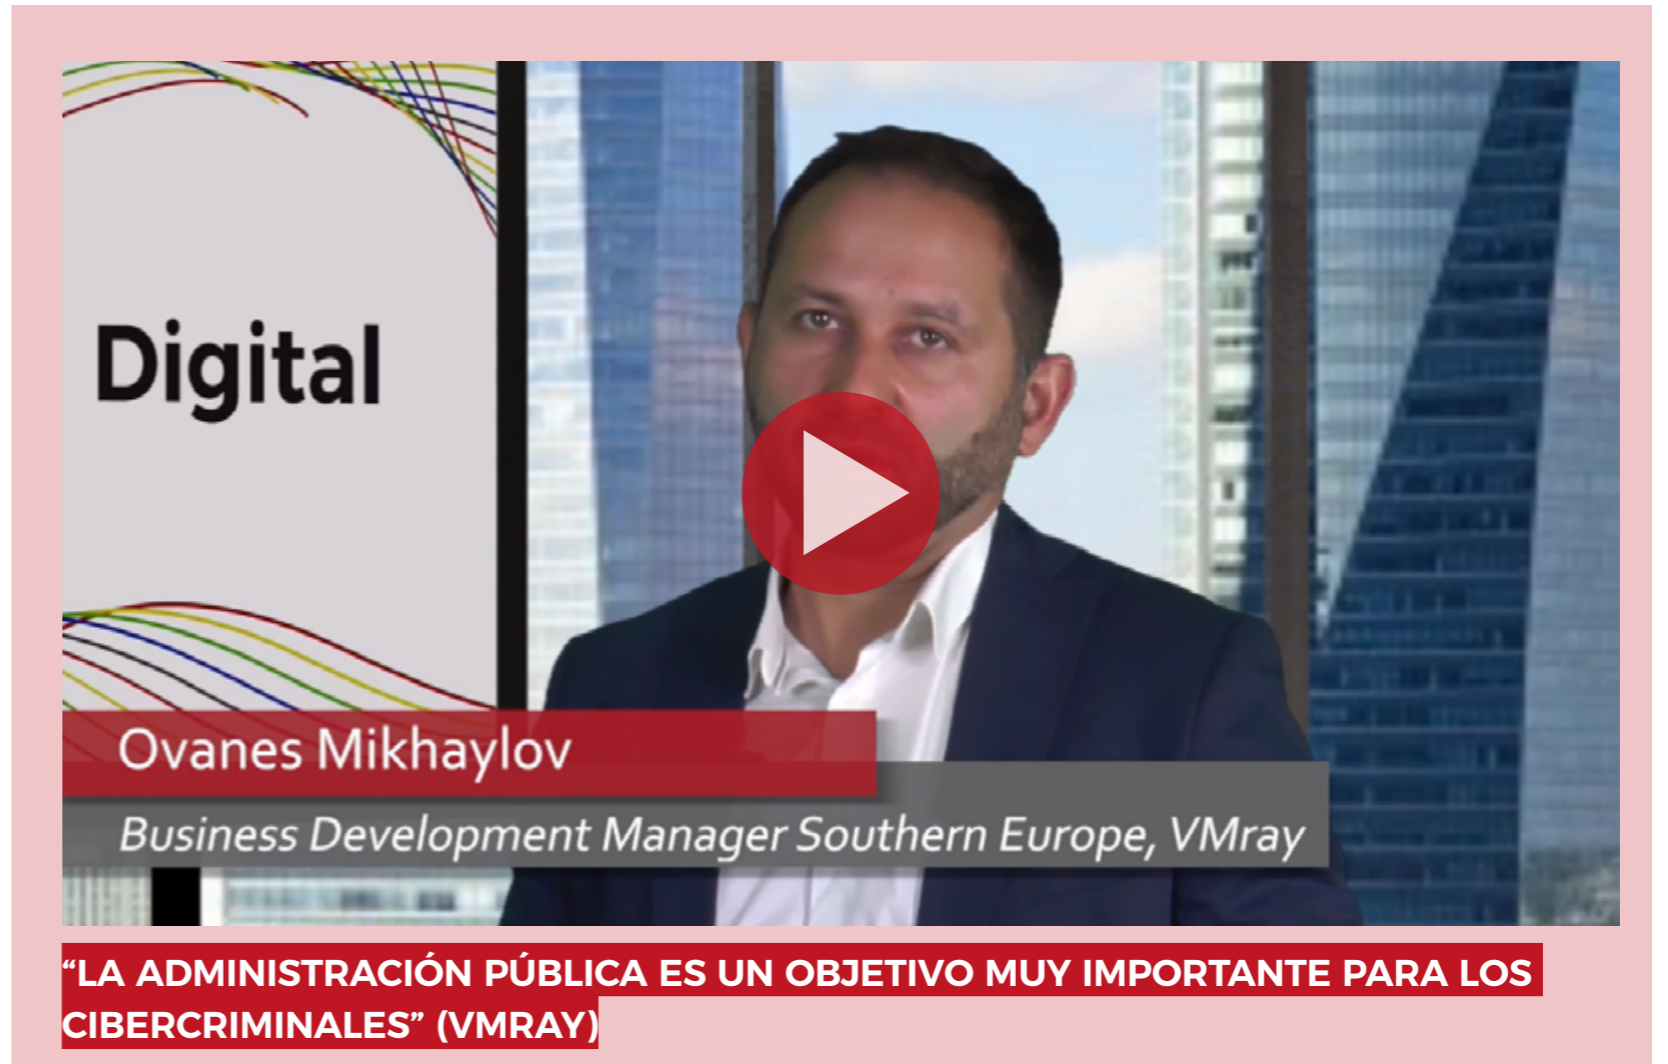 Digital
Ovanes Mikhaylov
Business Development Manager Southern Europe, VMray
“LA ADMINISTRACIÓN PÚBLICA ES UN OBJETIVO MUY IMPORTANTE PARA LOS
CIBERCRIMINALES” (VMRAY)